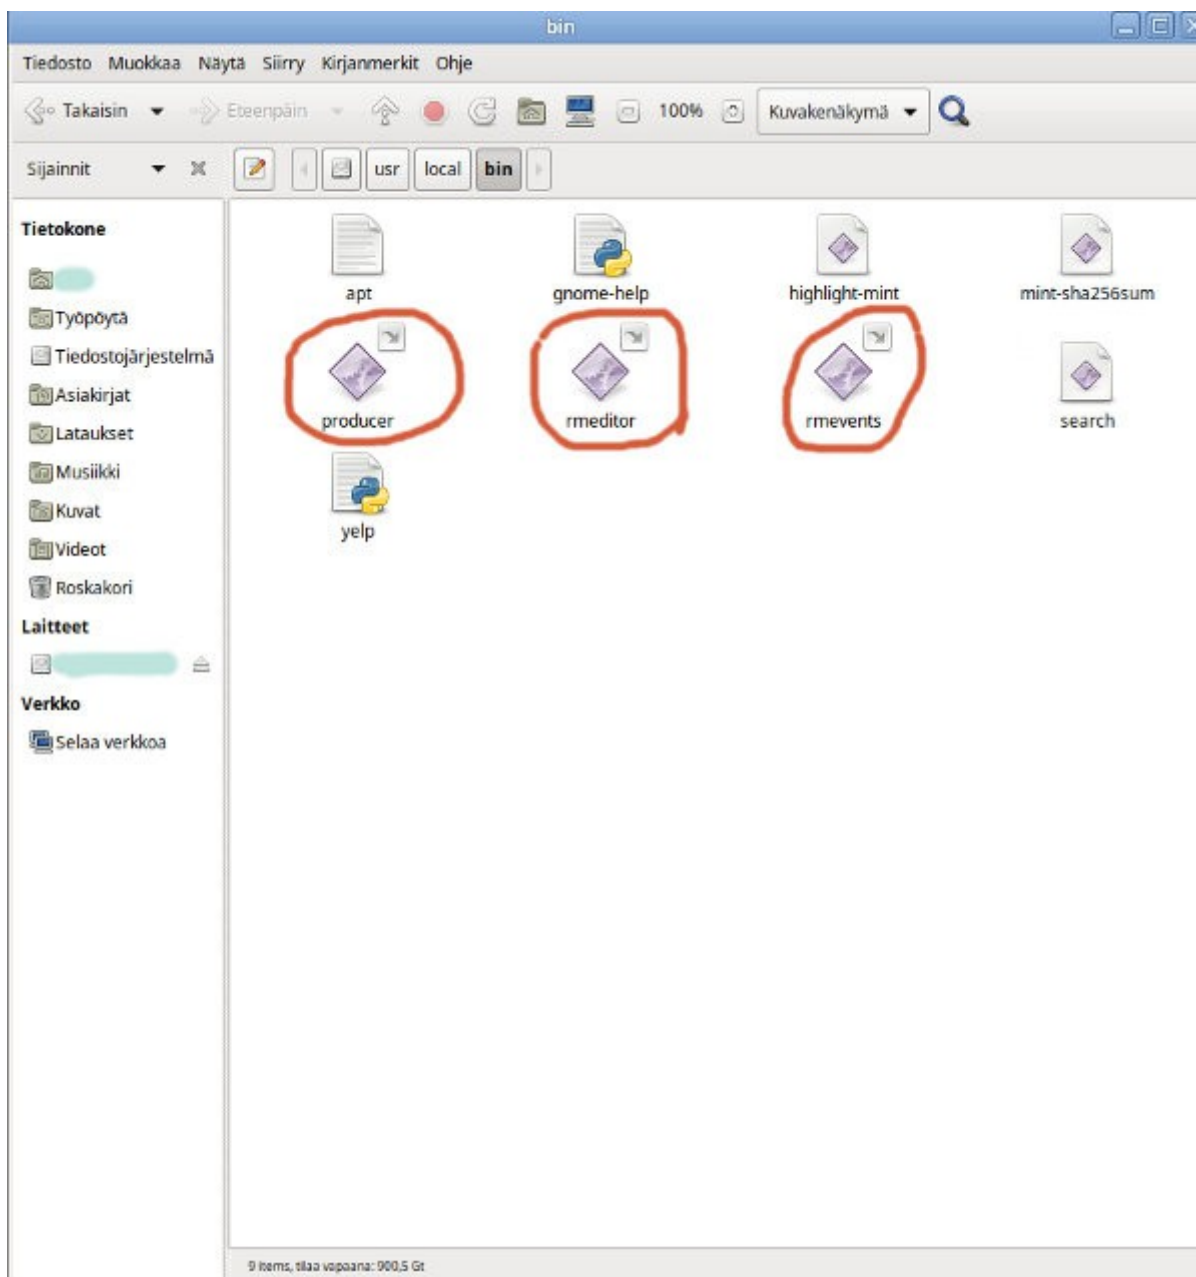 bin
Tiedosto Muokkaa Näytä Siirry Kirjanmerkit Ohje
Takaisin Eteenpäin 100% Kuvakenäkymä
Sijainnit usr local bin
Tietokone
Työpöytä
Tiedostojärjestelmä
Asiakirjat
Lataukset
Musiikki
Kuvat
Videot
Roskakori
Laitteet
Verkko
Selaa verkkoa
apt gnome-help highlight-mint mint-sha256sum
producer rmeditor rmevents search
yelp
9 items, tilaa vapaana: 900,5 Gt